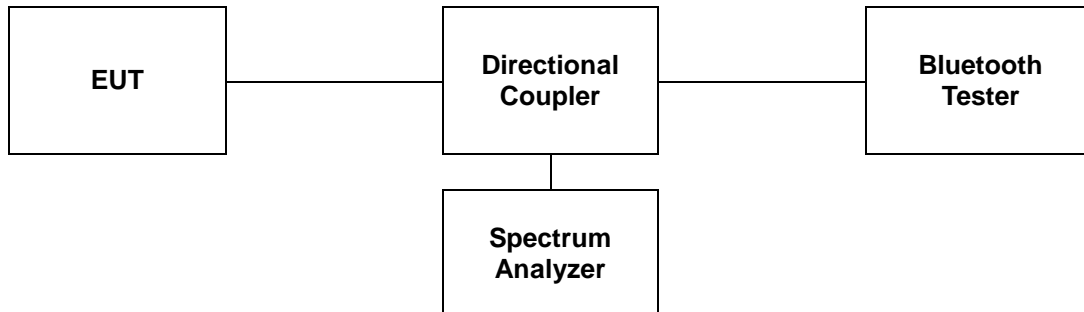 EUT
Directional
Coupler
Bluetooth
Tester
Spectrum
Analyzer